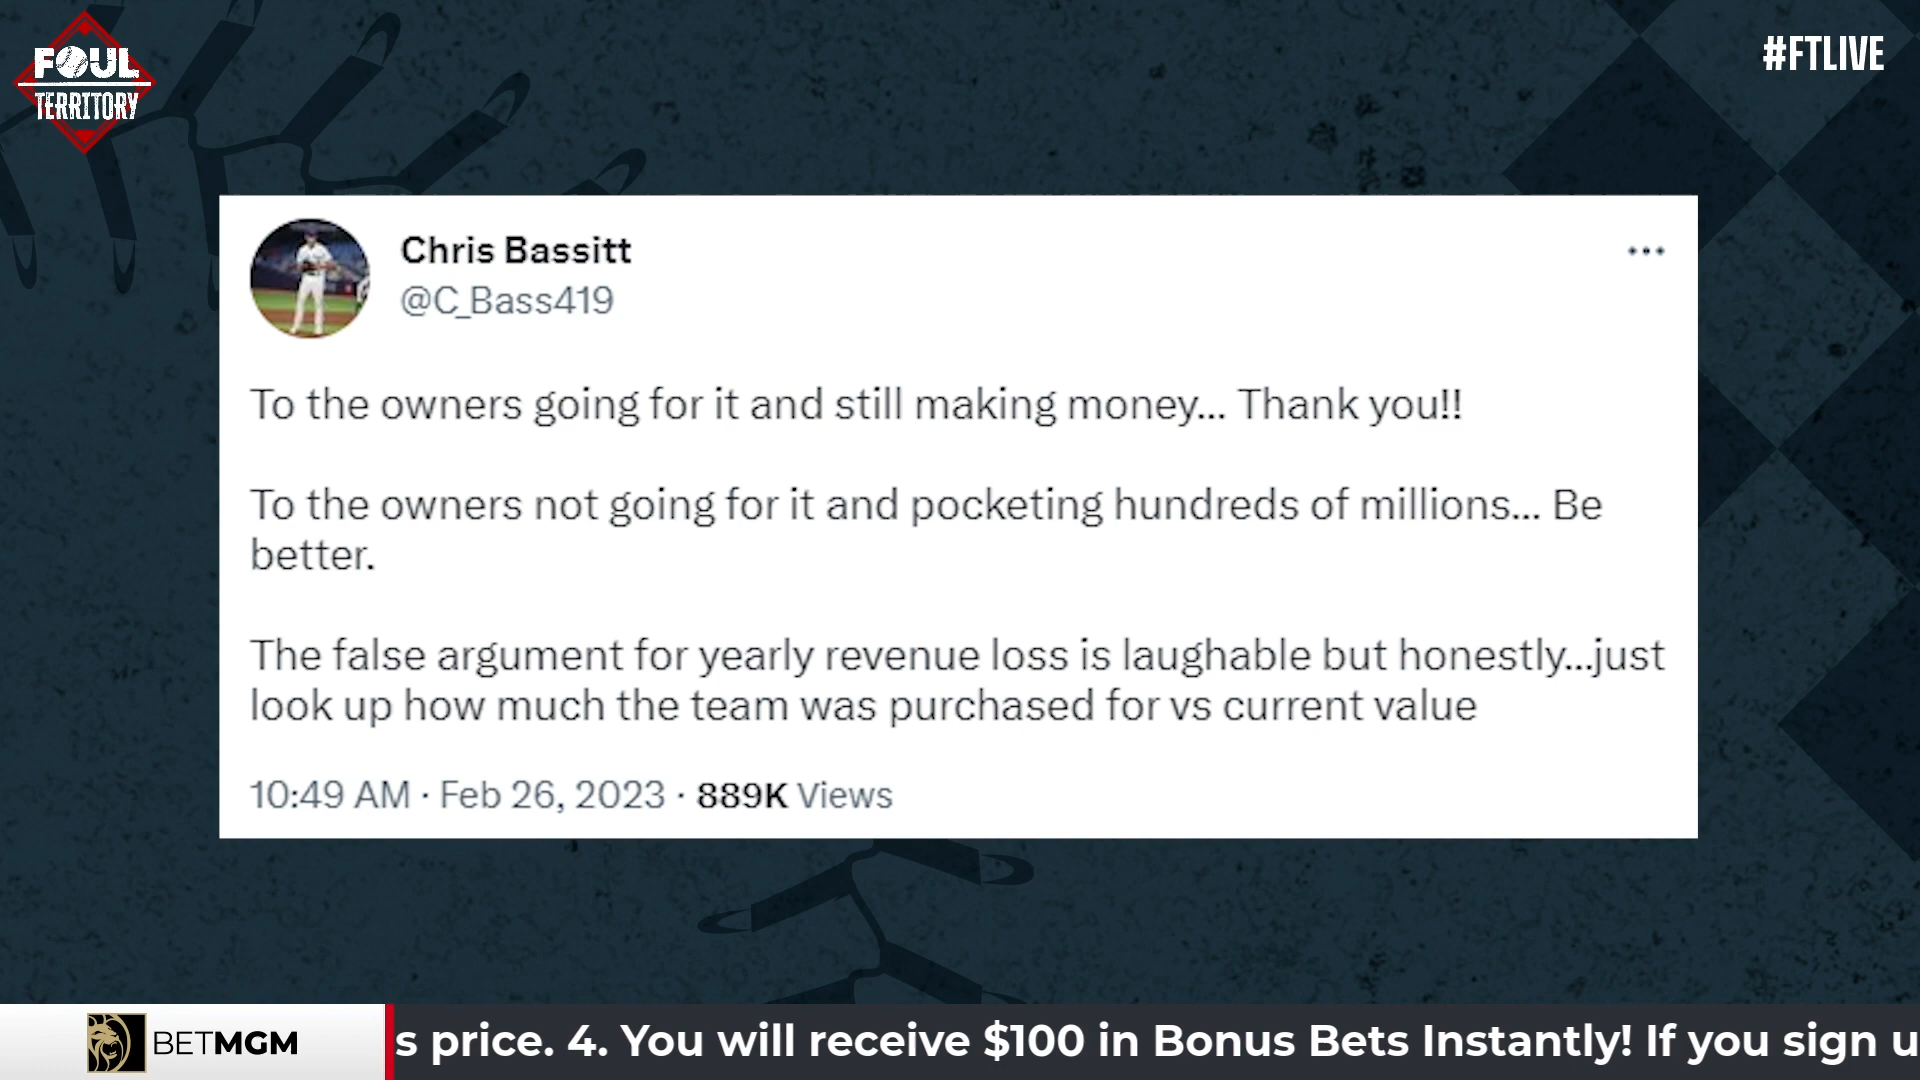 FOUL
TERRITORY
#FTLIVE
Chris Bassitt
@C_Bass419
To the owners going for it and still making money... Thank you!!
To the owners not going for it and pocketing hundreds of millions... Be
better.
The false argument for yearly revenue loss is laughable but honestly...just
look up how much the team was purchased for vs current value
10:49 AM · Feb 26, 2023 · 889K Views
BETMGM
s price. 4. You will receive $100 in Bonus Bets Instantly! If you sign u